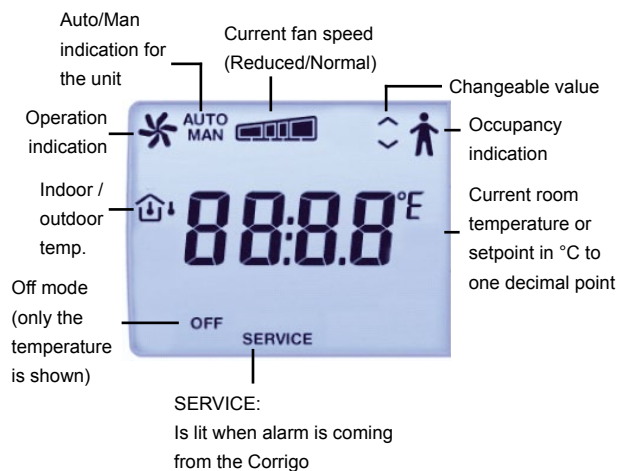 Auto/Man
indication for
the unit
Current fan speed
(Reduced/Normal)
Changeable value
Operation
indication
AUTO
MAN
Occupancy
indication
Indoor /
outdoor
temp.
88:8.8°E
Current room
temperature or
setpoint in °C to
one decimal point
Off mode
(only the
temperature
is shown)
OFF
SERVICE
SERVICE:
Is lit when alarm is coming
from the Corrigo